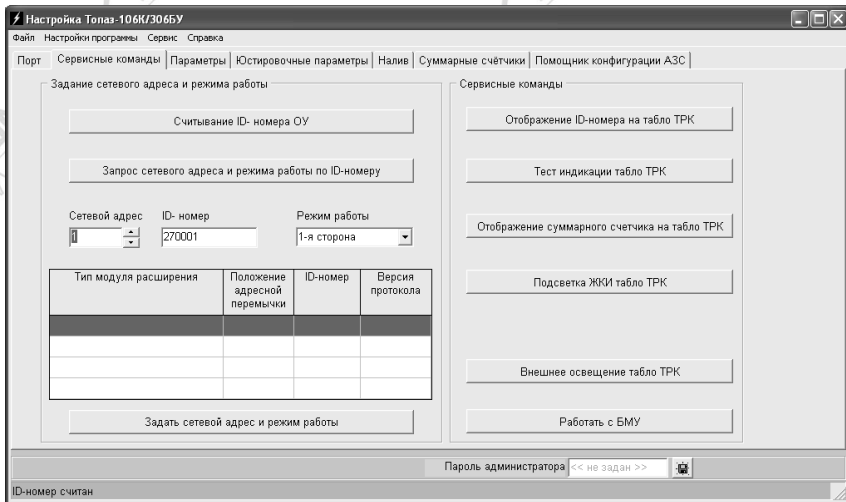 Настройка Топаз-106К/306БУ
Файл Настройки программы Сервис Справка
Порт Сервисные команды Параметры Юстировочные параметры Налив Суммарные счётчики Помощник конфигурации АЗС
Задание сетевого адреса и режима работы
Считывание ID- номера ОУ
Запрос сетевого адреса и режима работы по ID-номеру
Сетевой адрес ID- номер Режим работы
1 270001 1-я сторона
Тип модуля расширения Положение адресной перемычки ID-номер Версия протокола
Задать сетевой адрес и режим работы
Сервисные команды
Отображение ID-номера на табло ТРК
Тест индикации табло ТРК
Отображение суммарного счетчика на табло ТРК
Подсветка ЖКИ табло ТРК
Внешнее освещение табло ТРК
Работать с БМУ
Пароль администратора << не задан >>
ID-номер считан